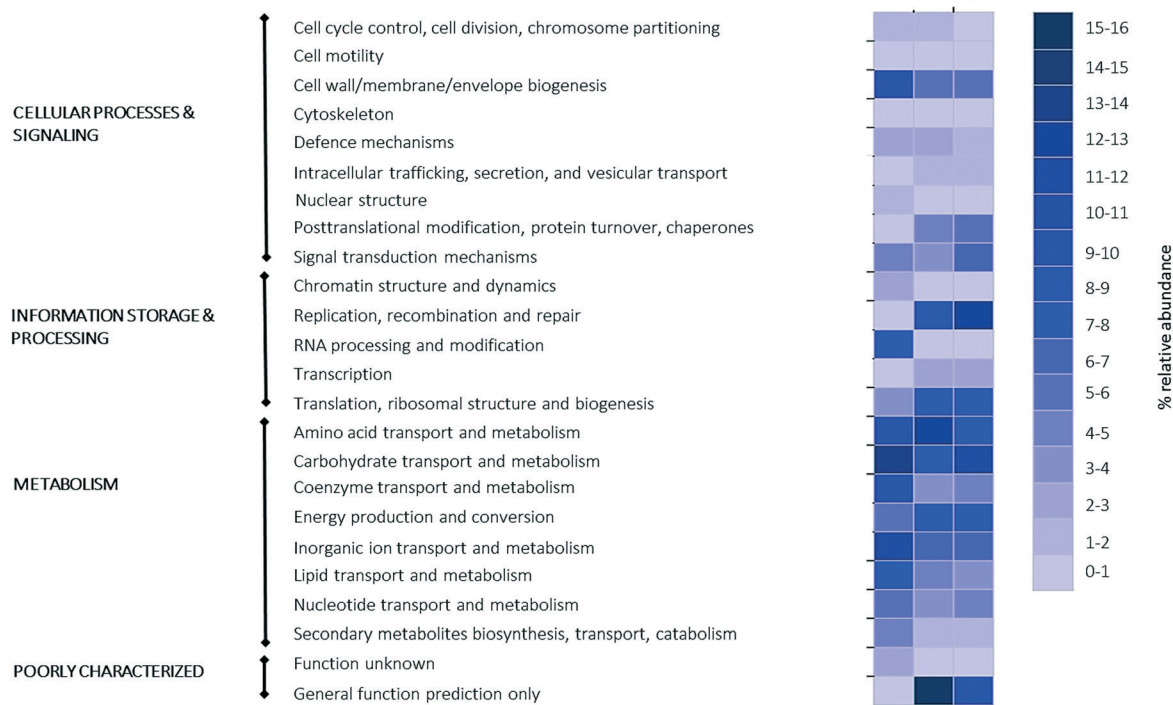 CELLULAR PROCESSES &
SIGNALING
Cell cycle control, cell division, chromosome partitioning
Cell motility
Cell wall/membrane/envelope biogenesis
Cytoskeleton
Defence mechanisms
Intracellular trafficking, secretion, and vesicular transport
Nuclear structure
Posttranslational modification, protein turnover, chaperones
Signal transduction mechanisms
INFORMATION STORAGE &
PROCESSING
Chromatin structure and dynamics
Replication, recombination and repair
RNA processing and modification
Transcription
Translation, ribosomal structure and biogenesis
METABOLISM
Amino acid transport and metabolism
Carbohydrate transport and metabolism
Coenzyme transport and metabolism
Energy production and conversion
Inorganic ion transport and metabolism
Lipid transport and metabolism
Nucleotide transport and metabolism
Secondary metabolites biosynthesis, transport, catabolism
POORLY CHARACTERIZED
Function unknown
General function prediction only
15-16
14-15
13-14
12-13
11-12
10-11
9-10
8-9
7-8
6-7
5-6
4-5
3-4
2-3
1-2
0-1
% relative abundance